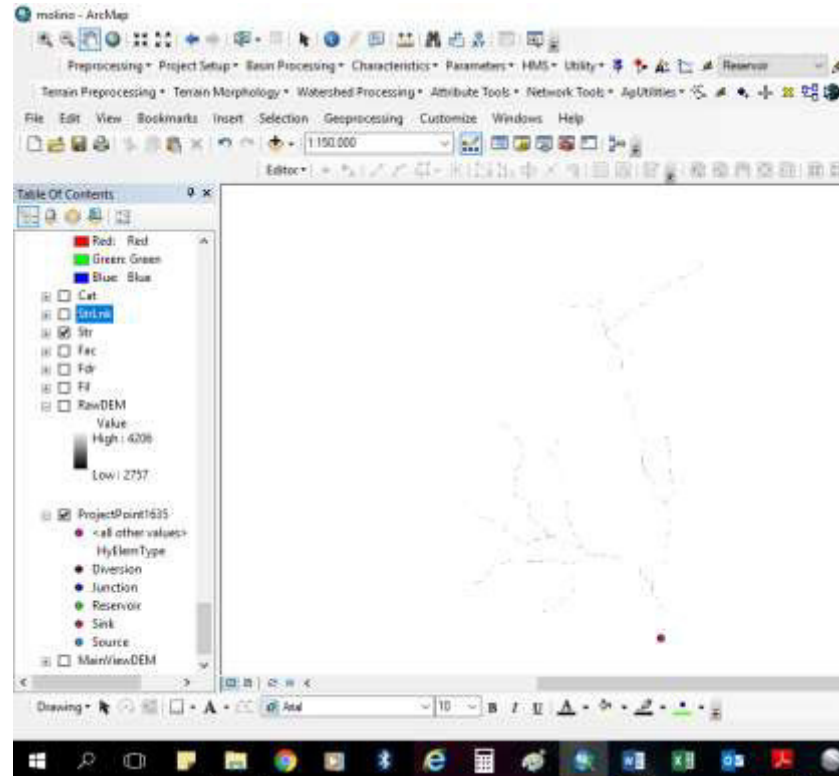 molino - ArcMap
Preprocessing Project Setup Basin Processing Characteristics Parameters HMS Utility Reservoir
Terrain Preprocessing Terrain Morphology Watershed Processing Attribute Tools Network Tools ApUtilities
File Edit View Bookmarks Insert Selection Geoprocessing Customize Windows Help
1:150.000
Editor
Table Of Contents
Red: Red
Green: Green
Blue: Blue
Cat
StrLnk
Str
Fac
Fdr
Fil
RawDEM
Value
High : 4206
Low : 2757
ProjectPoint1635
<all other values>
HyElemType
Diversion
Junction
Reservoir
Sink
Source
MainViewDEM
Drawing A Arial 10 B I U A